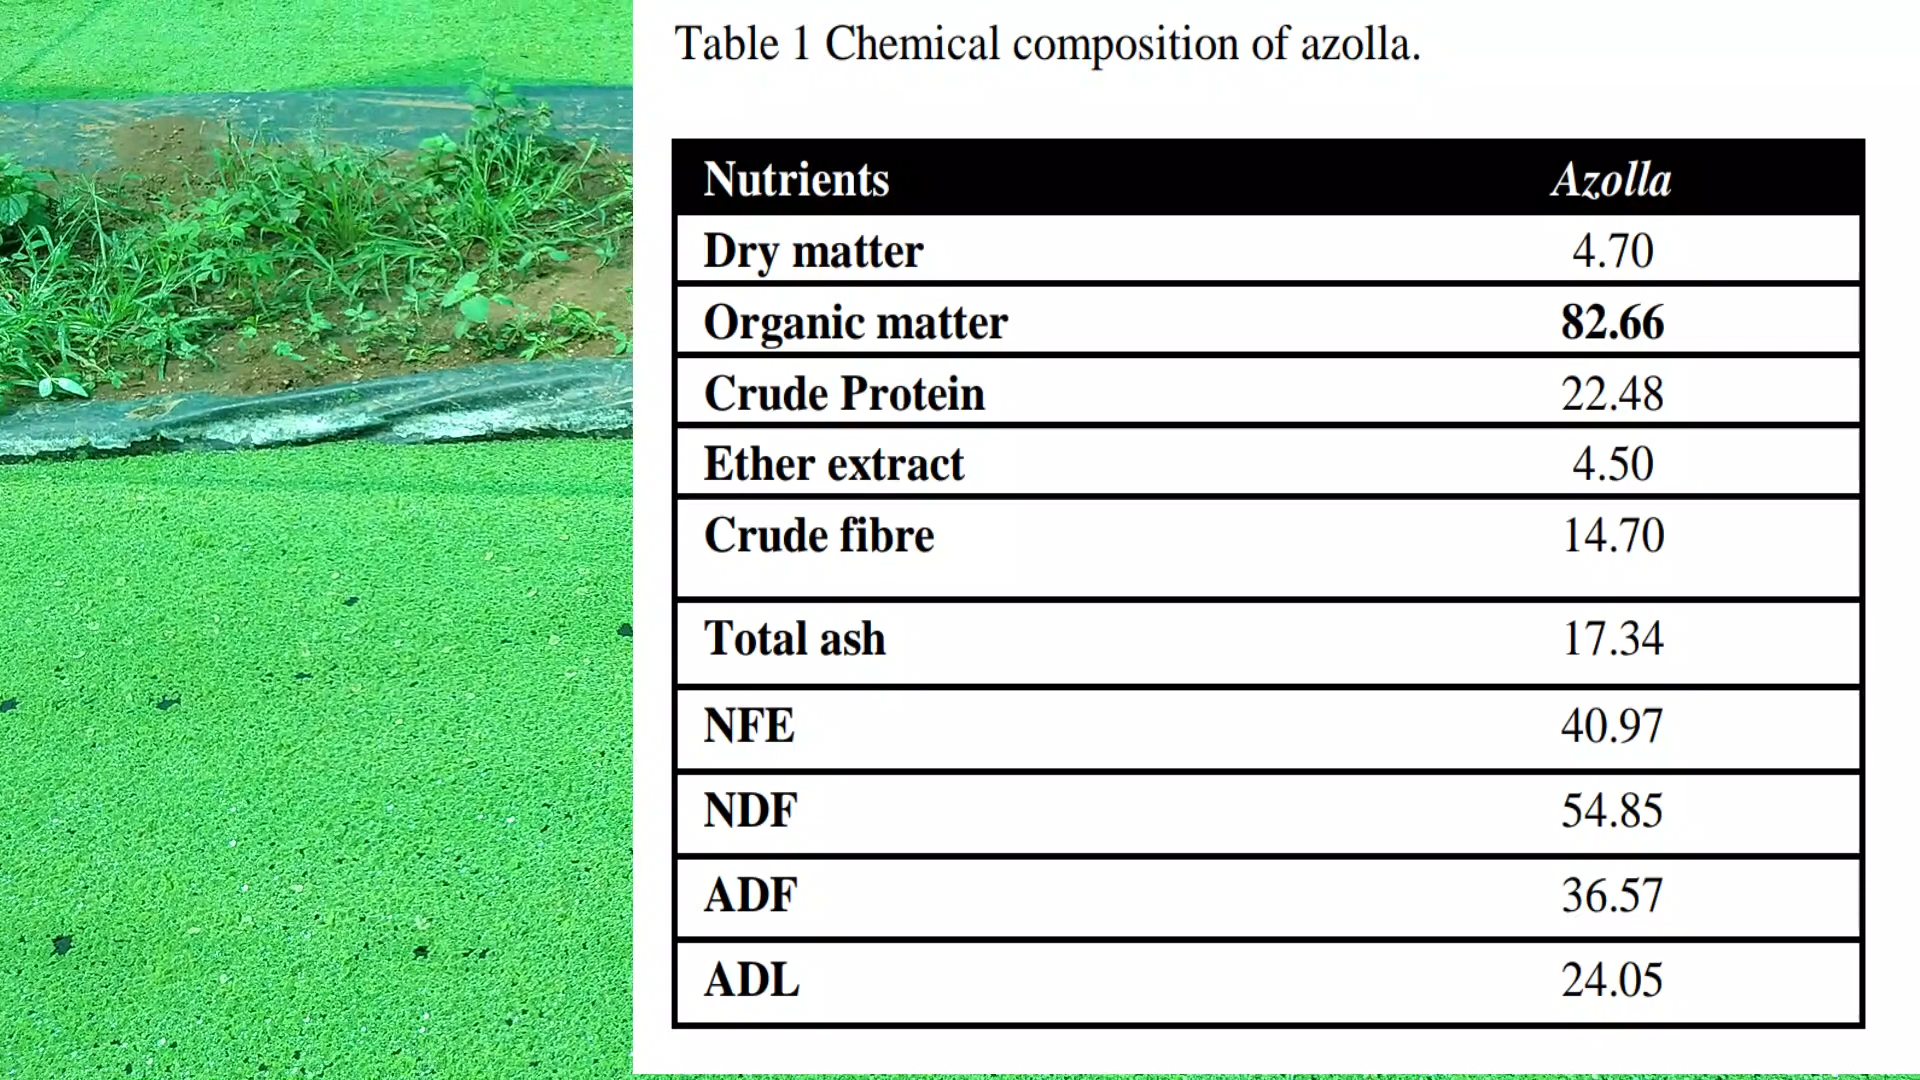 Table 1 Chemical composition of azolla.
Nutrients Azolla
Dry matter 4.70
Organic matter 82.66
Crude Protein 22.48
Ether extract 4.50
Crude fibre 14.70
Total ash 17.34
NFE 40.97
NDF 54.85
ADF 36.57
ADL 24.05